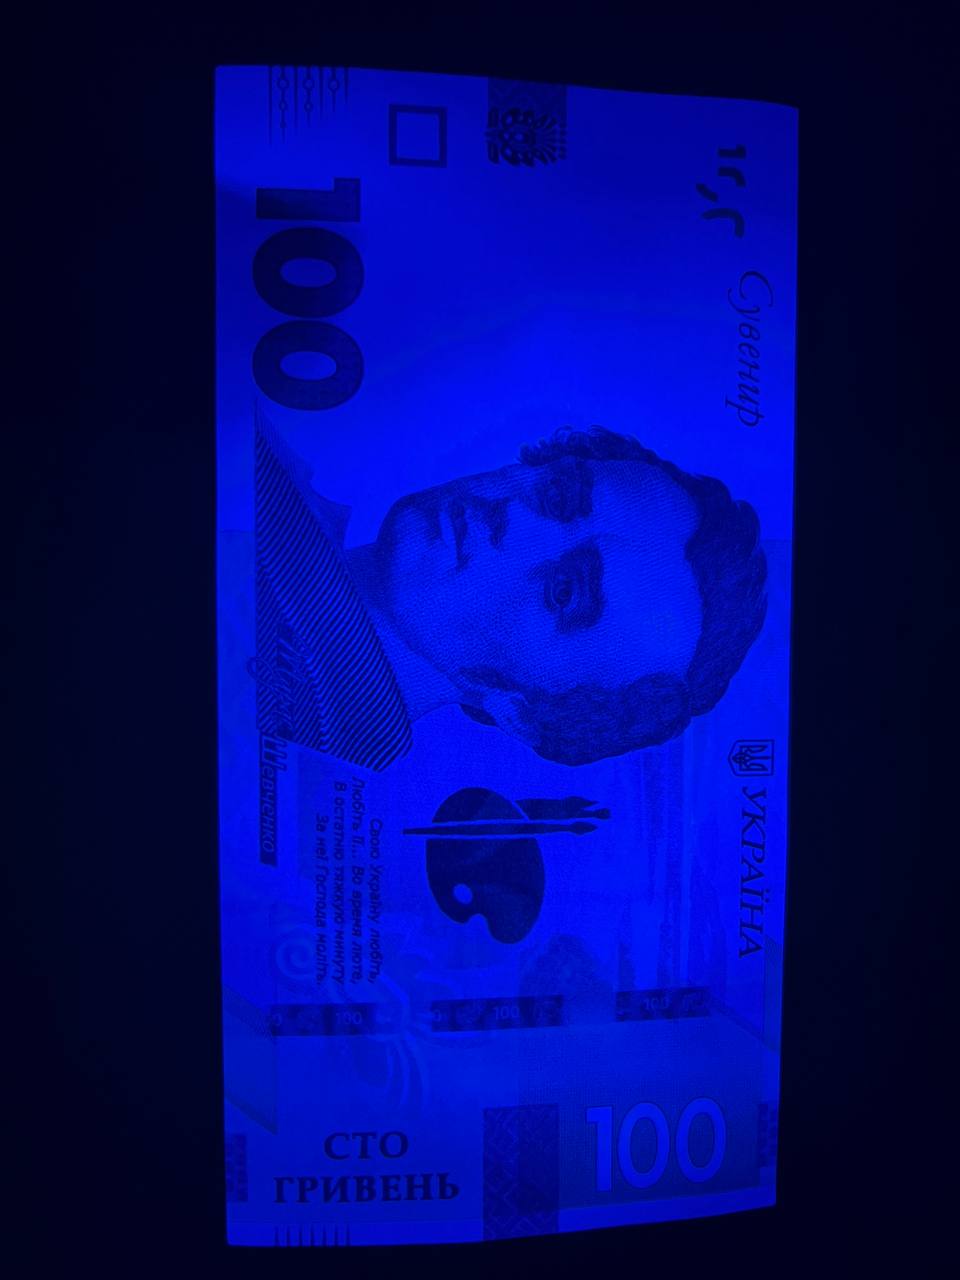 Сувенир
УКРАЇНА
100
Свою Україну любіть,
Любіть її... Во время люте,
В остатню тяжкую минуту
За неї Господа моліть.
Тарас Шевченко
100
100
100
100
СТО
ГРИВЕНЬ